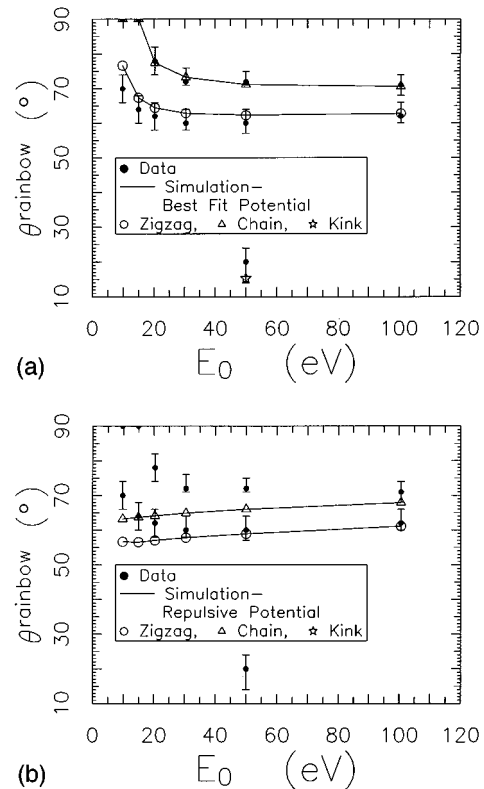 90
70
50
30
10
θrainbow (°)
● Data
— Simulation—
Best Fit Potential
○ Zigzag, △ Chain, ☆ Kink
0 20 40 60 80 100 120
E0 (eV)
(a)
90
70
50
30
10
θrainbow (°)
● Data
— Simulation—
Repulsive Potential
○ Zigzag, △ Chain, ☆ Kink
0 20 40 60 80 100 120
E0 (eV)
(b)